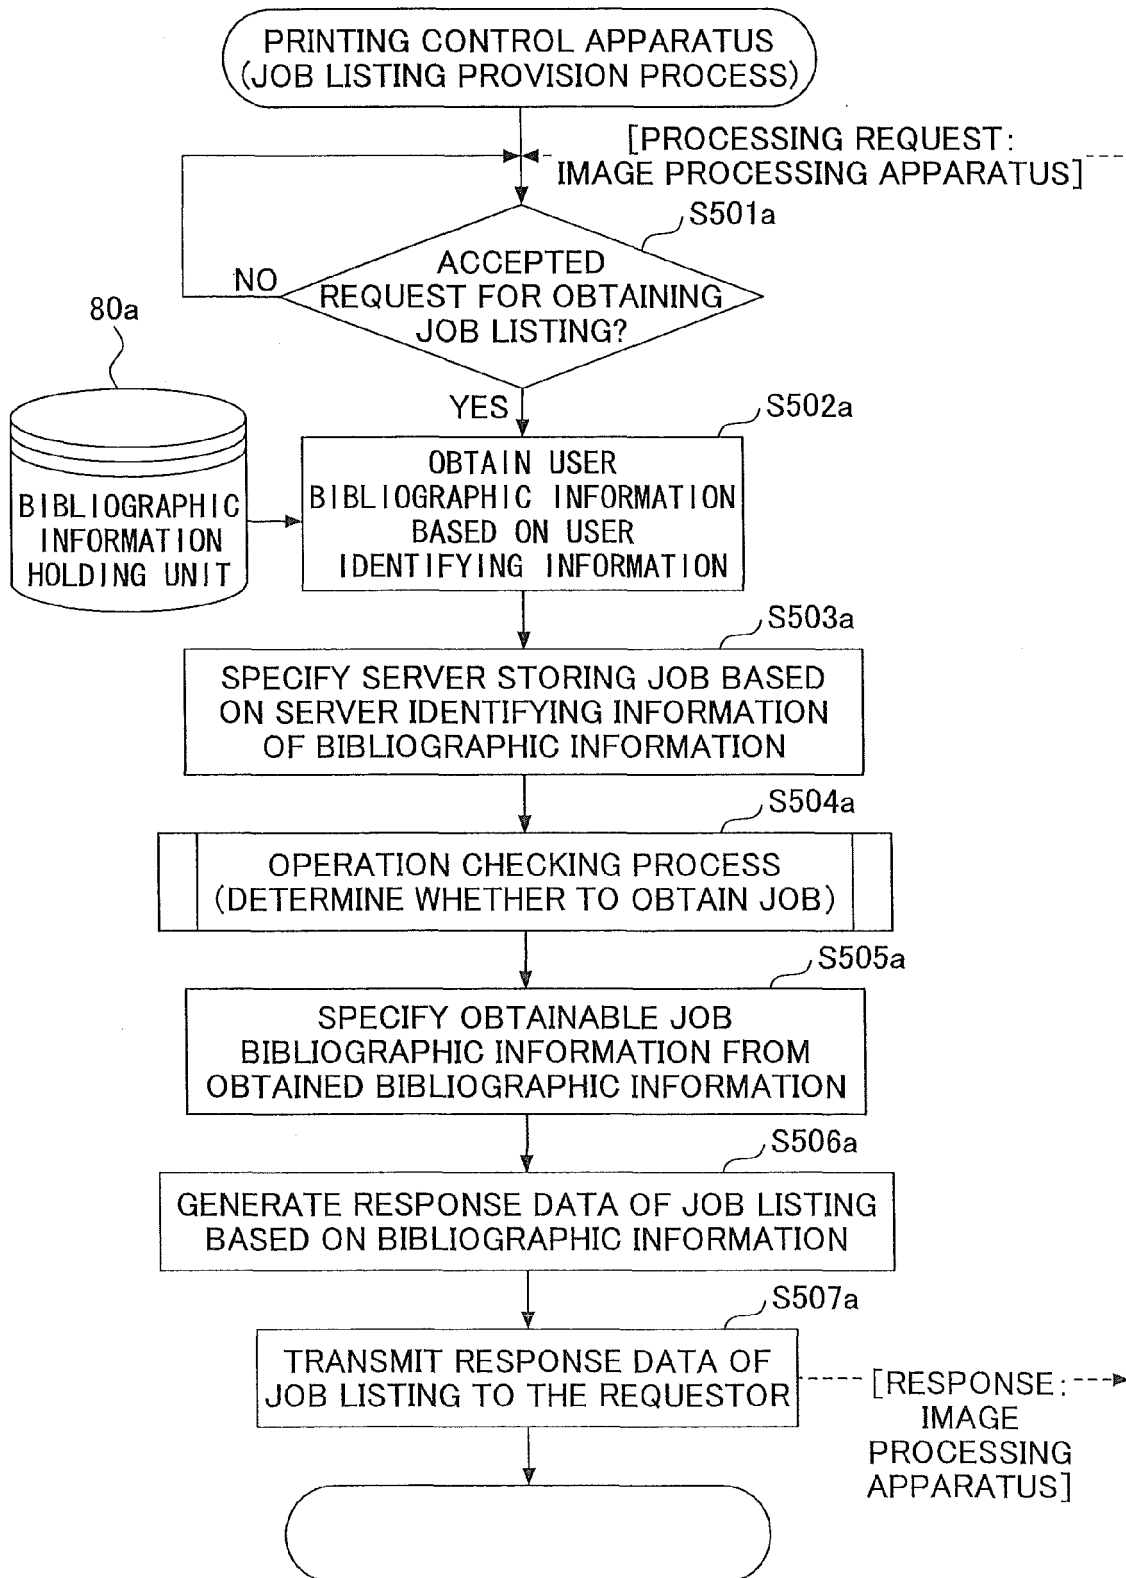 PRINTING CONTROL APPARATUS
(JOB LISTING PROVISION PROCESS)
[PROCESSING REQUEST:
IMAGE PROCESSING APPARATUS]
S501a
ACCEPTED
REQUEST FOR OBTAINING
JOB LISTING?
NO
80a
YES
S502a
BIBLIOGRAPHIC
INFORMATION
HOLDING UNIT
OBTAIN USER
BIBLIOGRAPHIC INFORMATION
BASED ON USER
IDENTIFYING INFORMATION
S503a
SPECIFY SERVER STORING JOB BASED
ON SERVER IDENTIFYING INFORMATION
OF BIBLIOGRAPHIC INFORMATION
S504a
OPERATION CHECKING PROCESS
(DETERMINE WHETHER TO OBTAIN JOB)
S505a
SPECIFY OBTAINABLE JOB
BIBLIOGRAPHIC INFORMATION FROM
OBTAINED BIBLIOGRAPHIC INFORMATION
S506a
GENERATE RESPONSE DATA OF JOB LISTING
BASED ON BIBLIOGRAPHIC INFORMATION
S507a
TRANSMIT RESPONSE DATA OF
JOB LISTING TO THE REQUESTOR
[RESPONSE:
IMAGE
PROCESSING
APPARATUS]